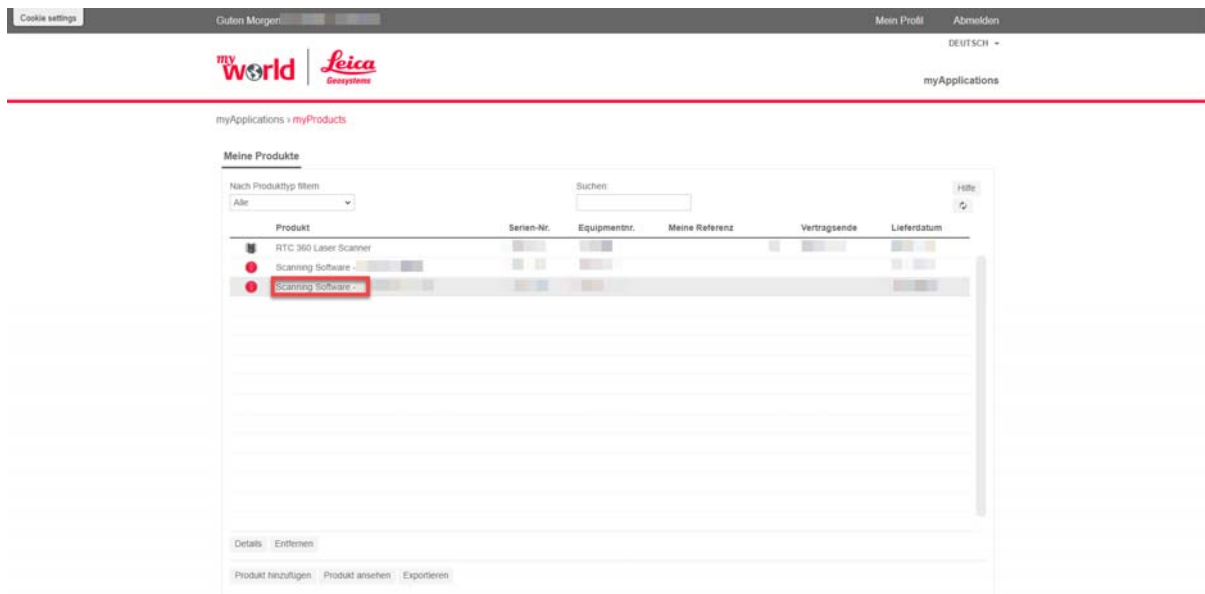 Cookie settings
Guten Morgen
Mein Profil Abmelden
DEUTSCH
my World Leica Geosystems
myApplications
myApplications › myProducts
Meine Produkte
Nach Produkttyp filtern Suchen Hilfe
Alle
Produkt Serien-Nr. Equipmentnr. Meine Referenz Vertragsende Lieferdatum
RTC 360 Laser Scanner
Scanning Software -
Scanning Software -
Details Entfernen
Produkt hinzufügen Produkt ansehen Exportieren